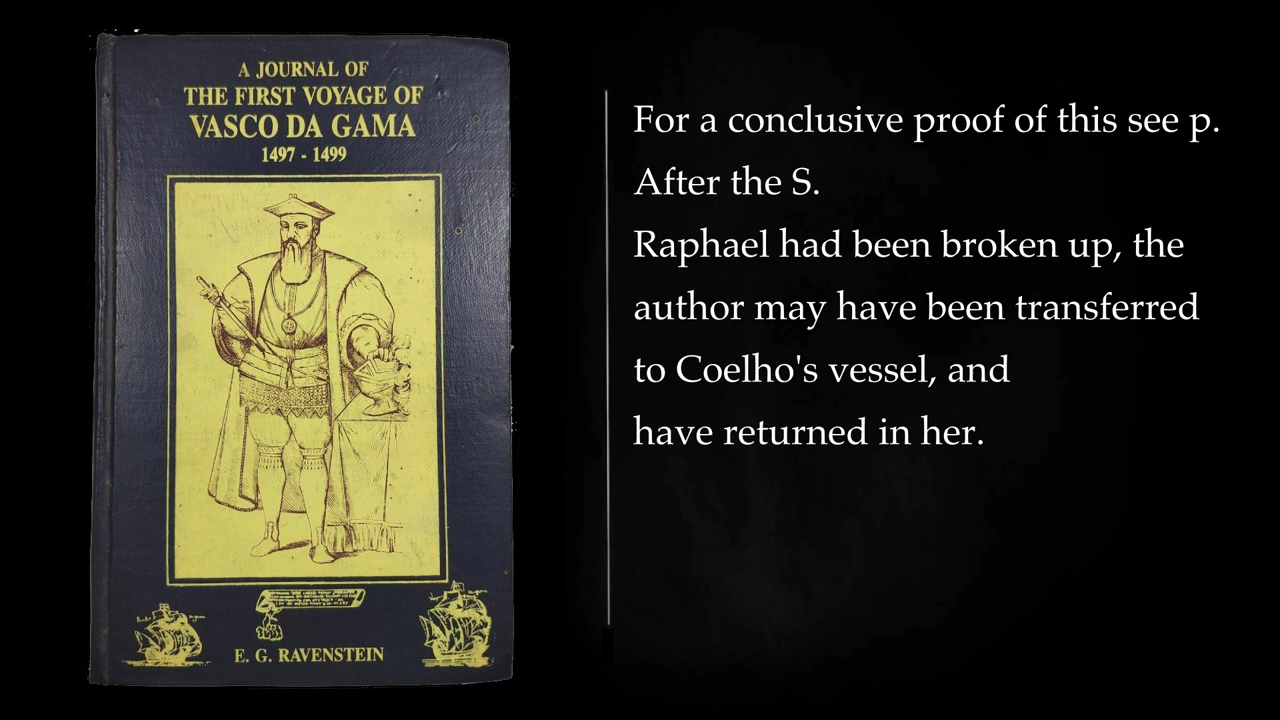 A JOURNAL OF
THE FIRST VOYAGE OF
VASCO DA GAMA
1497 - 1499
E. G. RAVENSTEIN
For a conclusive proof of this see p.
After the S.
Raphael had been broken up, the
author may have been transferred
to Coelho's vessel, and
have returned in her.